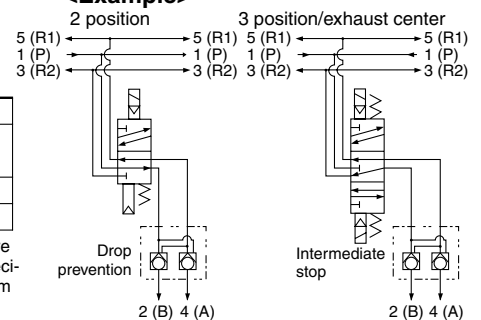 <Example>
2 position
3 position/exhaust center
5 (R1) 5 (R1)
1 (P) 1 (P)
3 (R2) 3 (R2)
5 (R1) 5 (R1)
1 (P) 1 (P)
3 (R2) 3 (R2)
Drop
prevention
2 (B) 4 (A)
Intermediate
stop
2 (B) 4 (A)